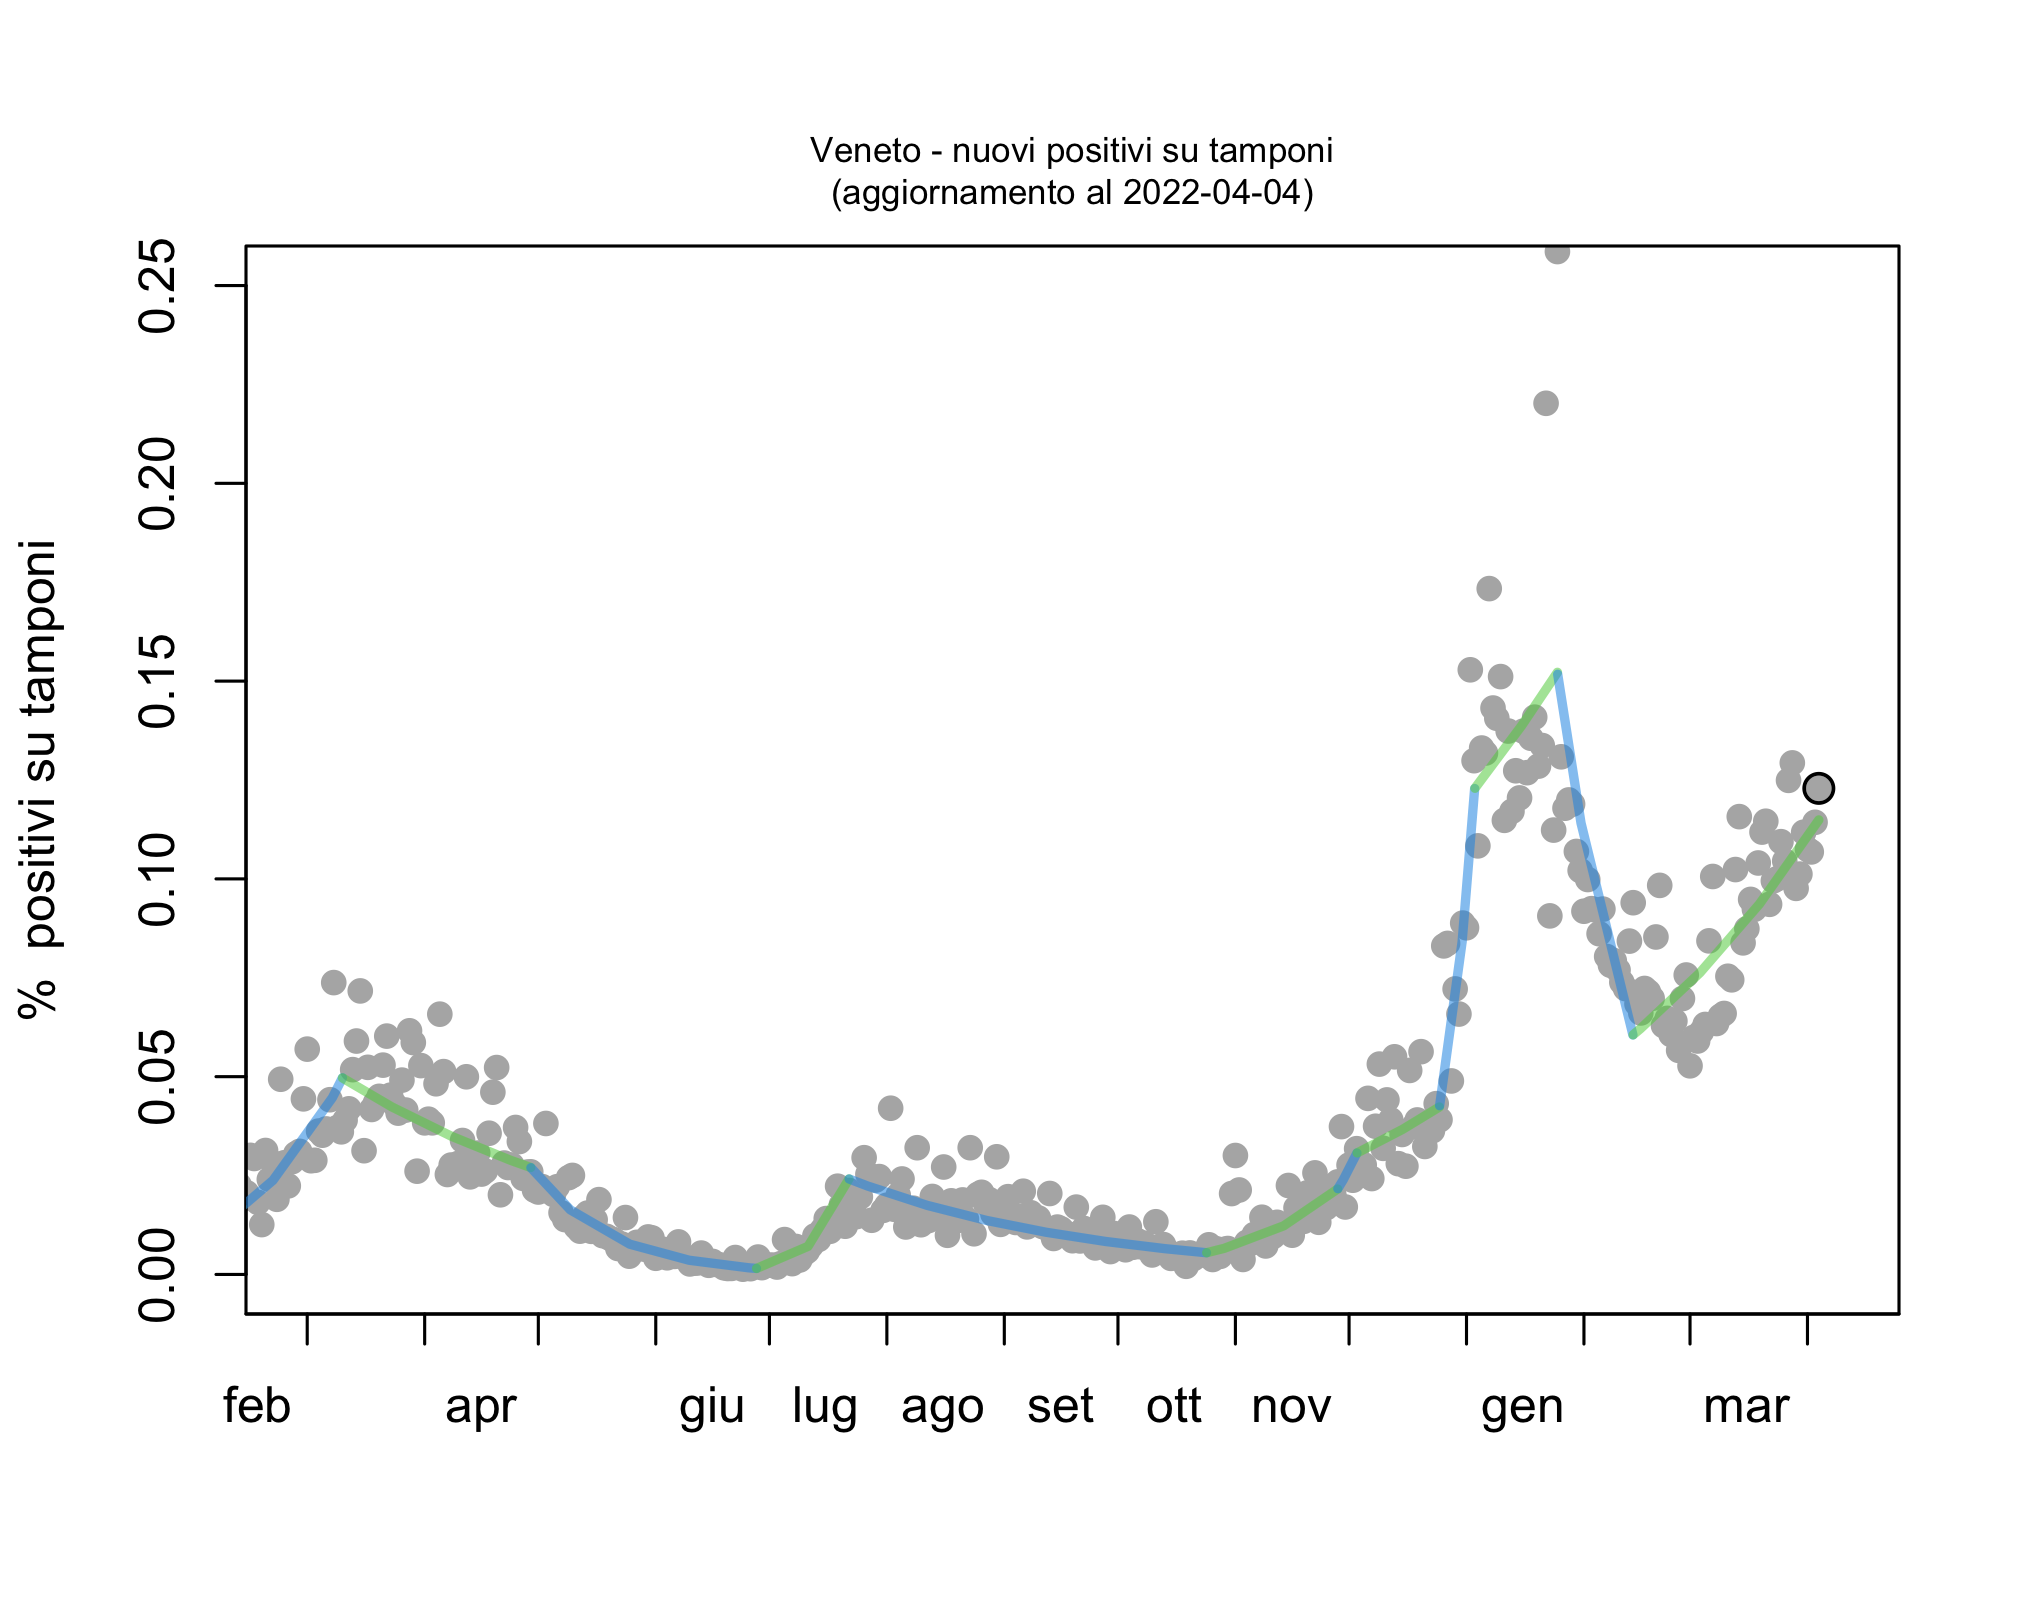 Veneto - nuovi positivi su tamponi
(aggiornamento al 2022-04-04)
% positivi su tamponi
0.25
0.20
0.15
0.10
0.05
0.00
feb apr giu lug ago set ott nov gen mar